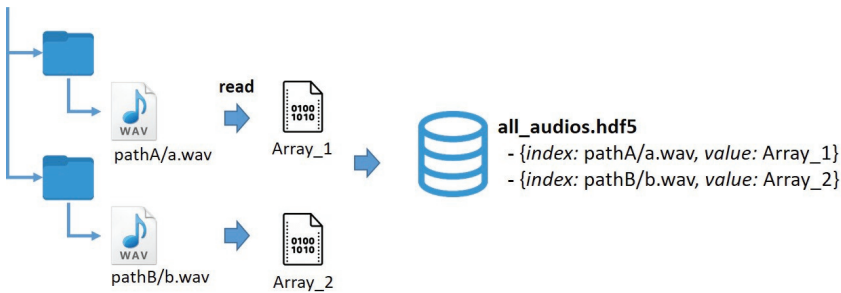 read
WAV
0100
1010
pathA/a.wav
Array_1
all_audios.hdf5
- {index: pathA/a.wav, value: Array_1}
- {index: pathB/b.wav, value: Array_2}
WAV
0100
1010
pathB/b.wav
Array_2